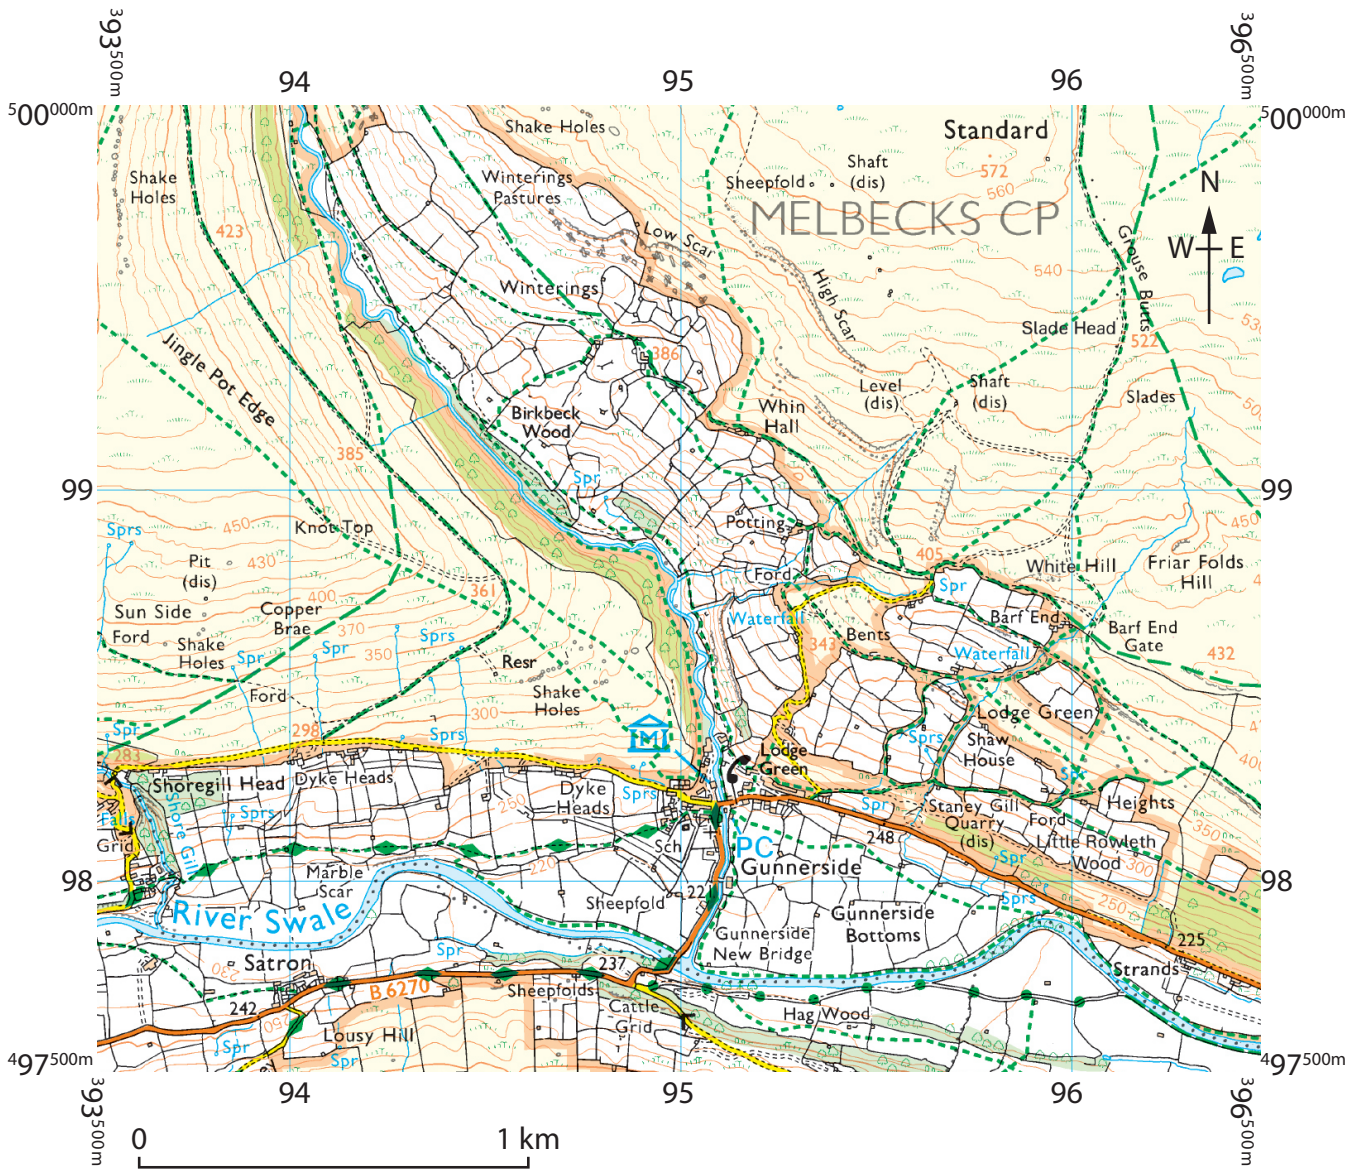 ³93⁵⁰⁰m
94
95
96
³96⁵⁰⁰m
⁵00⁰⁰⁰m
⁵00⁰⁰⁰m
Shake Holes
Standard
572
560
Shaft
(dis)
Sheepfold
Shake
Holes
Winterings
Pastures
N
W
E
MELBECKS CP
423
Low Scar
Grouse Butts
540
High Scar
Winterings
530
Slade Head
522
386
Jingle Pot Edge
Level
(dis)
Shaft
(dis)
Slades
Whin
Hall
Birkbeck
Wood
500
385
Spr
99
99
Sprs
450
Knot Top
Potting
450
Pit
(dis)
430
405
White Hill
Friar Folds
Hill
Ford
361
400
Spr
Sun Side
Copper
Brae
Waterfall
Barf End
Ford
370
Sprs
Bents
Barf End
Gate
Shake
Holes
Spr
Spr
350
343
Waterfall
432
Resr
Ford
Shake
Holes
300
Lodge Green
Spr
298
Sprs
M
Sprs
Shaw
House
283
Lodge
Green
400
Shoregill Head
Dyke Heads
Spr
Dyke
Heads
Sprs
250
Spr
Staney Gill
Quarry
(dis)
Ford
Heights
Falls
Shore Gill
Sprs
350
248
Little Rowleth
Wood
Grid
Sch
PC
220
Spr
300
Marble
Scar
Gunnerside
98
98
221
Sprs
250
River Swale
Sheepfold
Gunnerside
Bottoms
Gunnerside
New Bridge
225
Spr
Satron
237
230
Strands
B 6270
Sheepfolds
242
Cattle
Grid
Hag Wood
250
Lousy Hill
Spr
Spr
⁴97⁵⁰⁰m
⁴97⁵⁰⁰m
³93⁵⁰⁰m
94
95
96
³96⁵⁰⁰m
0
1 km